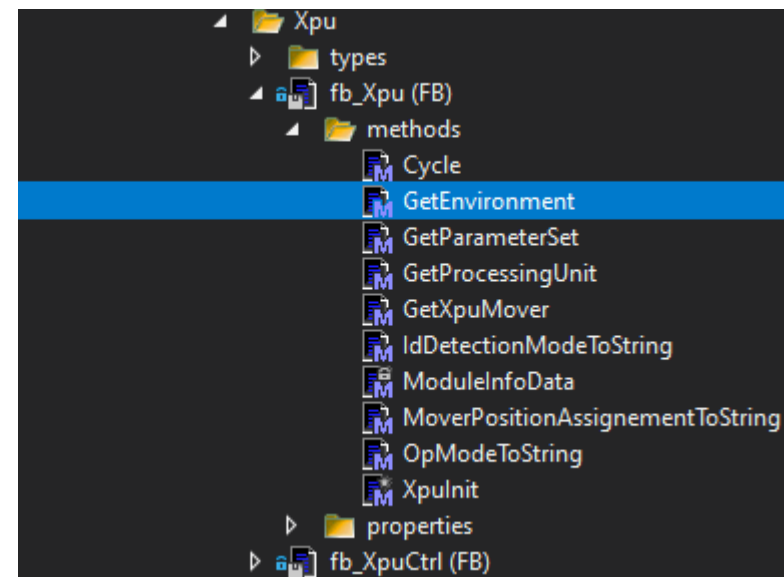 Xpu
types
fb_Xpu (FB)
methods
Cycle
GetEnvironment
GetParameterSet
GetProcessingUnit
GetXpuMover
IdDetectionModeToString
ModuleInfoData
MoverPositionAssignementToString
OpModeToString
XpuInit
properties
fb_XpuCtrl (FB)